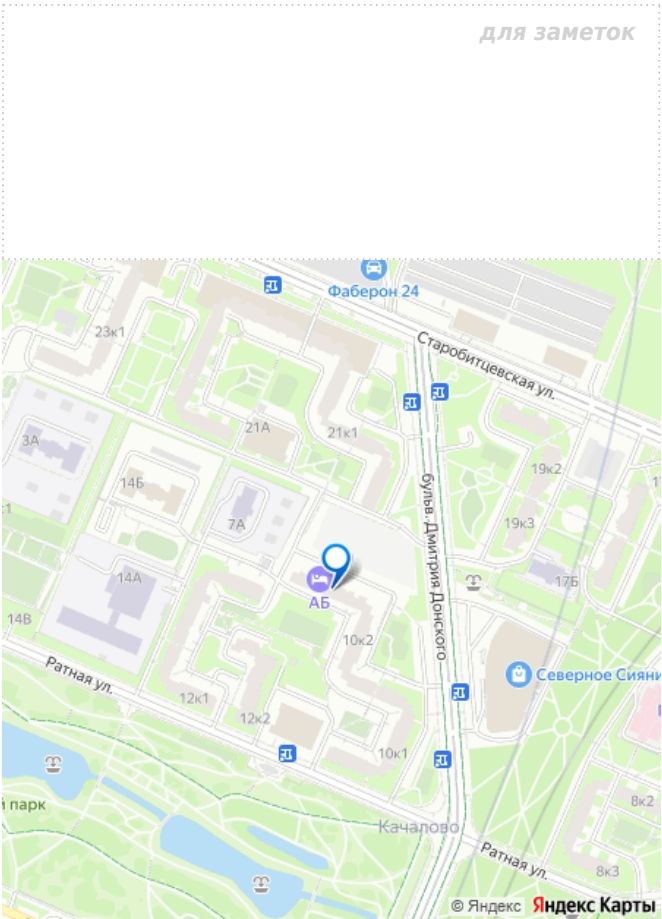 для заметок
Фаберон 24
Старобитцевская ул.
23к1
21А
21к1
3А
14Б
7А
бульв. Дмитрия Донского
19к2
19к3
17Б
14А
АБ
14В
10к2
Ратная ул.
12к1
12к2
Северное Сияни
10к1
й парк
8к2
Качалово
Ратная ул.
8к3
© Яндекс Яндекс Карты